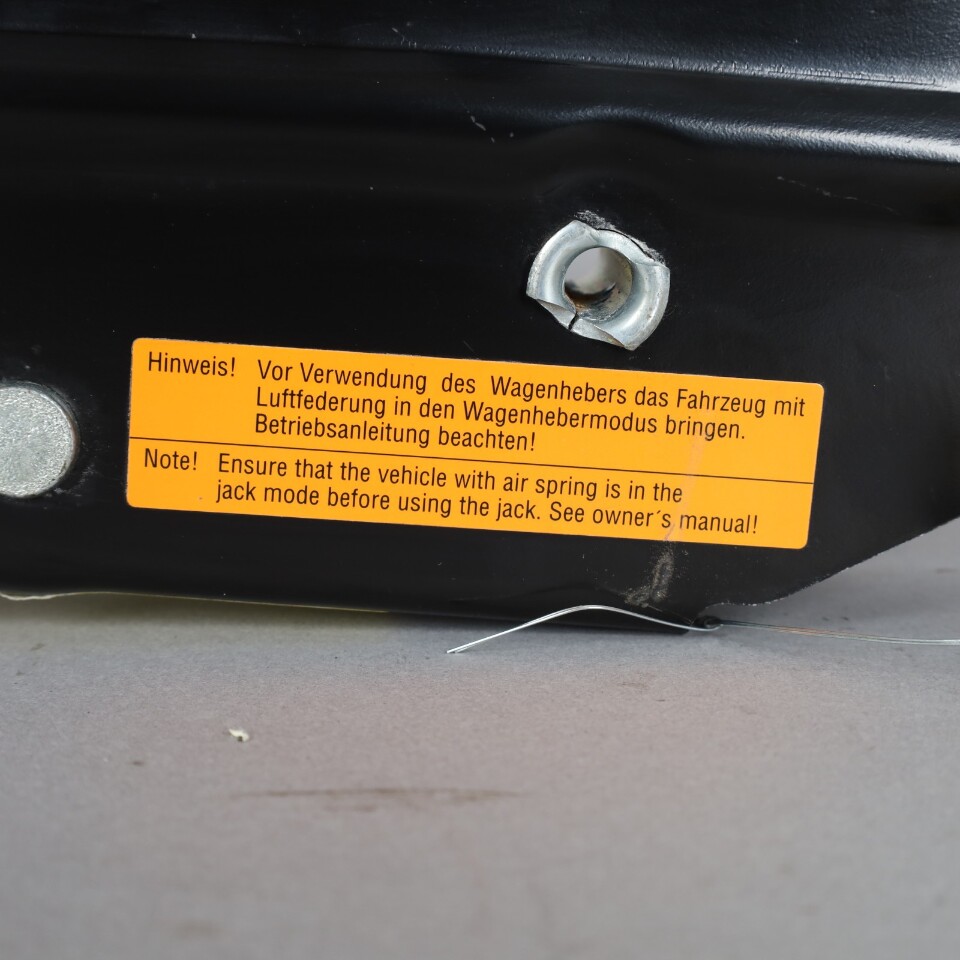 Hinweis! Vor Verwendung des Wagenhebers das Fahrzeug mit
Luftfederung in den Wagenhebermodus bringen.
Betriebsanleitung beachten!
Note! Ensure that the vehicle with air spring is in the
jack mode before using the jack. See owner´s manual!